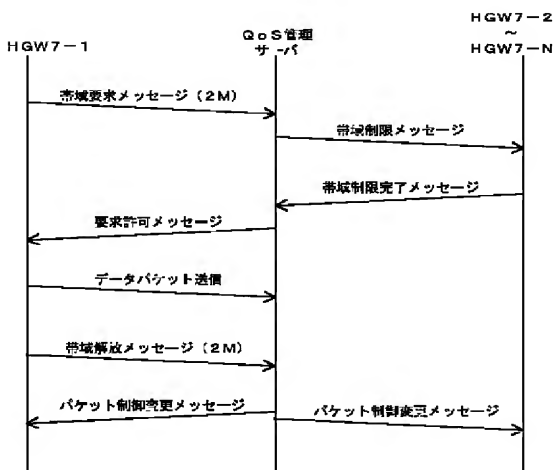 HGW7-1
QoS管理
サーバ
HGW7-2
～
HGW7-N
帯域要求メッセージ(2M)
帯域制限メッセージ
帯域制限完了メッセージ
要求許可メッセージ
データパケット送信
帯域解放メッセージ(2M)
パケット制御変更メッセージ
パケット制御変更メッセージ